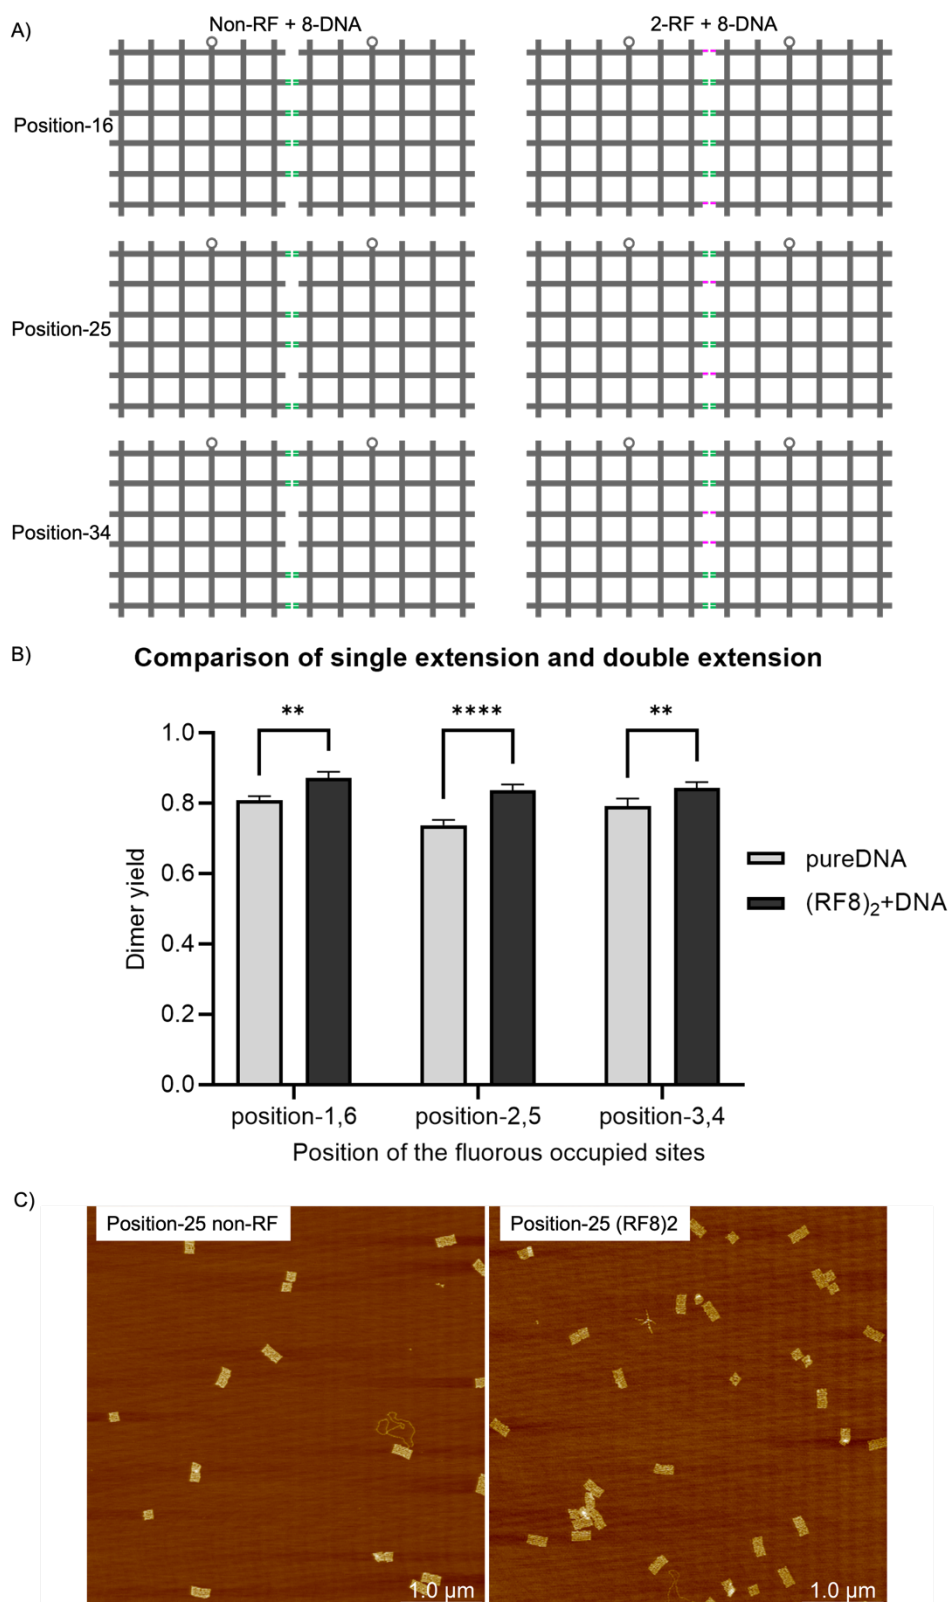 A)
Non-RF + 8-DNA
2-RF + 8-DNA
Position-16
Position-25
Position-34
B)
Comparison of single extension and double extension
**
****
**
1.0
0.8
0.6
0.4
0.2
0.0
Dimer yield
pureDNA
(RF8)₂+DNA
position-1,6
position-2,5
position-3,4
Position of the fluorous occupied sites
C)
Position-25 non-RF
Position-25 (RF8)2
1.0 µm
1.0 µm